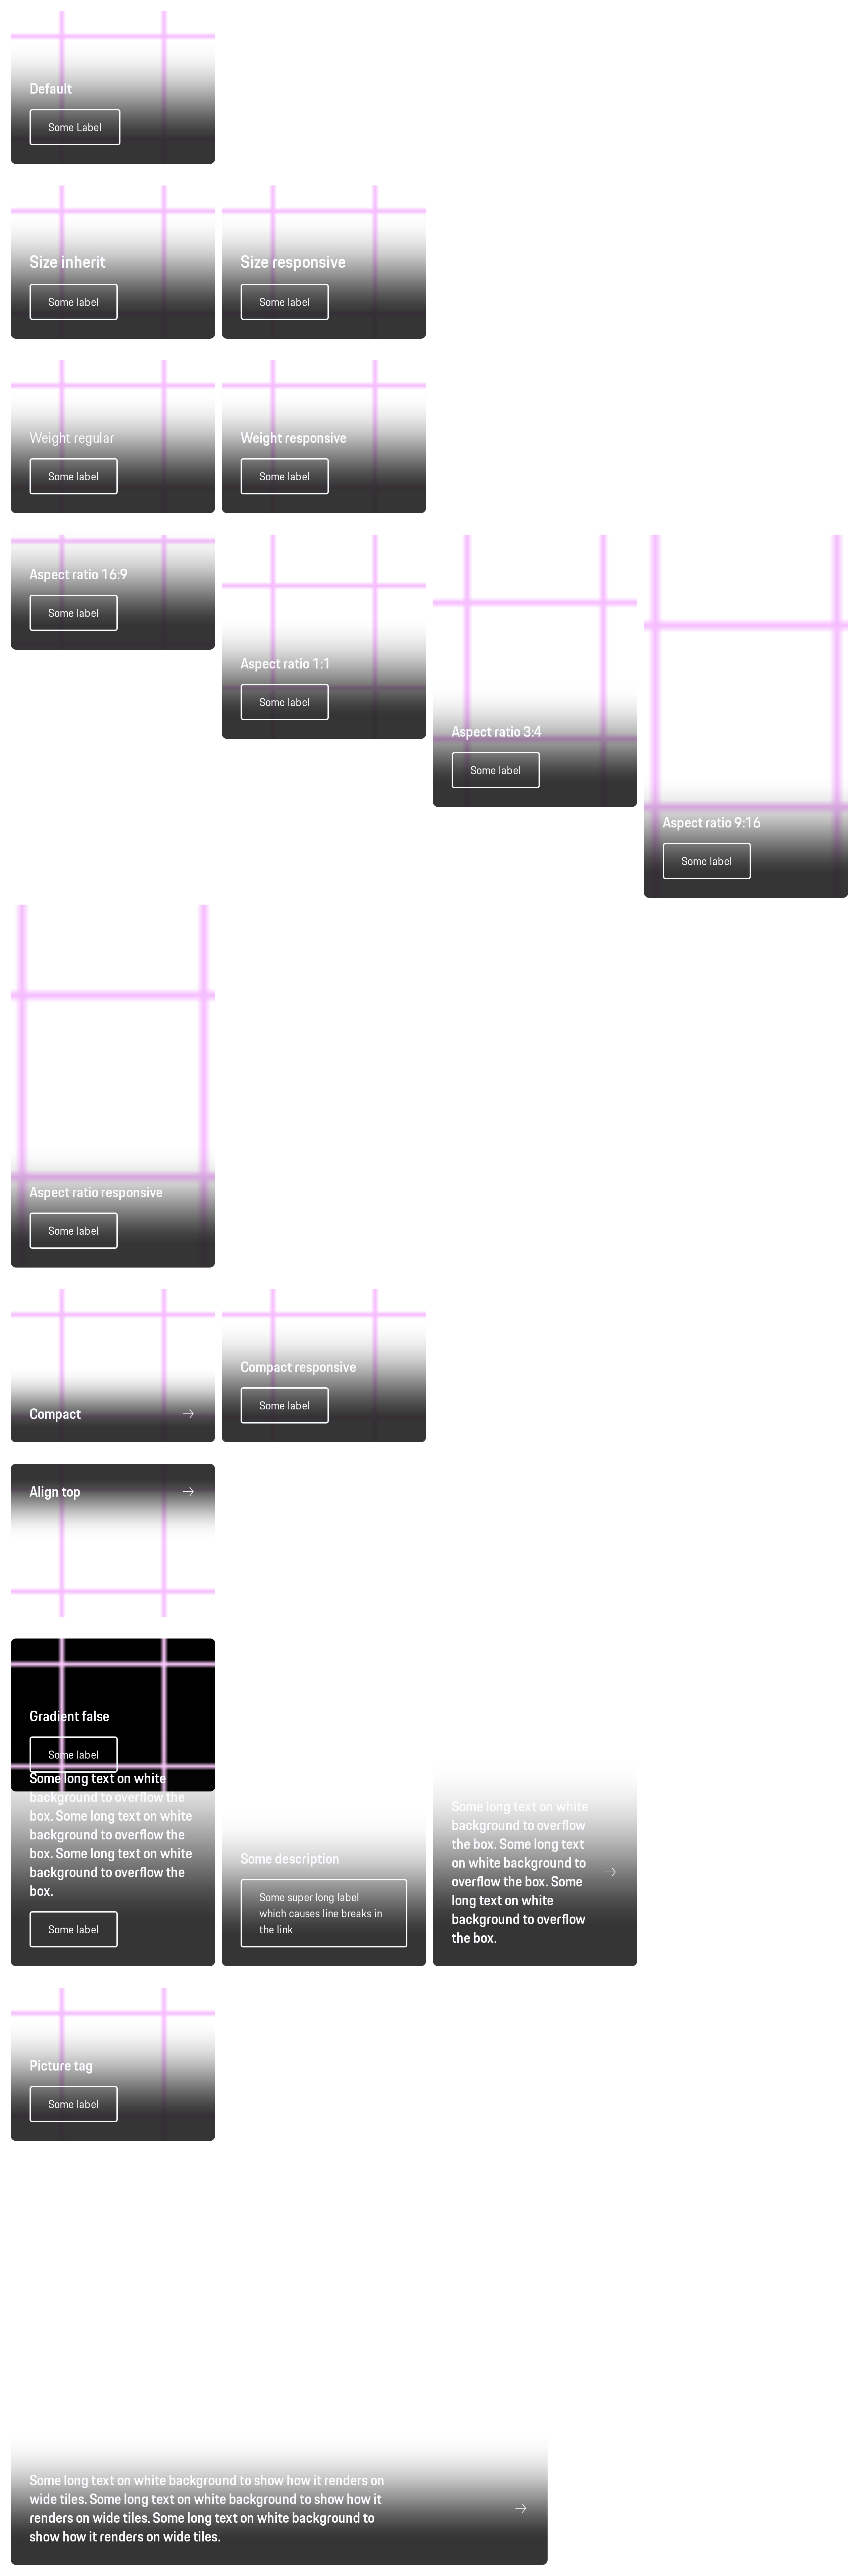 Default
Some Label
Size inherit
Some label
Size responsive
Some label
Weight regular
Some label
Weight responsive
Some label
Aspect ratio 16:9
Some label
Aspect ratio 1:1
Some label
Aspect ratio 3:4
Some label
Aspect ratio 9:16
Some label
Aspect ratio responsive
Some label
Compact
Compact responsive
Some label
Align top
Gradient false
Some label
Some long text on white
background to overflow the
box. Some long text on white
background to overflow the
box. Some long text on white
background to overflow the
box.
Some label
Some description
Some super long label
which causes line breaks in
the link
Some long text on white
background to overflow
the box. Some long text
on white background to
overflow the box. Some
long text on white
background to overflow
the box.
Picture tag
Some label
Some long text on white background to show how it renders on
wide tiles. Some long text on white background to show how it
renders on wide tiles. Some long text on white background to
show how it renders on wide tiles.